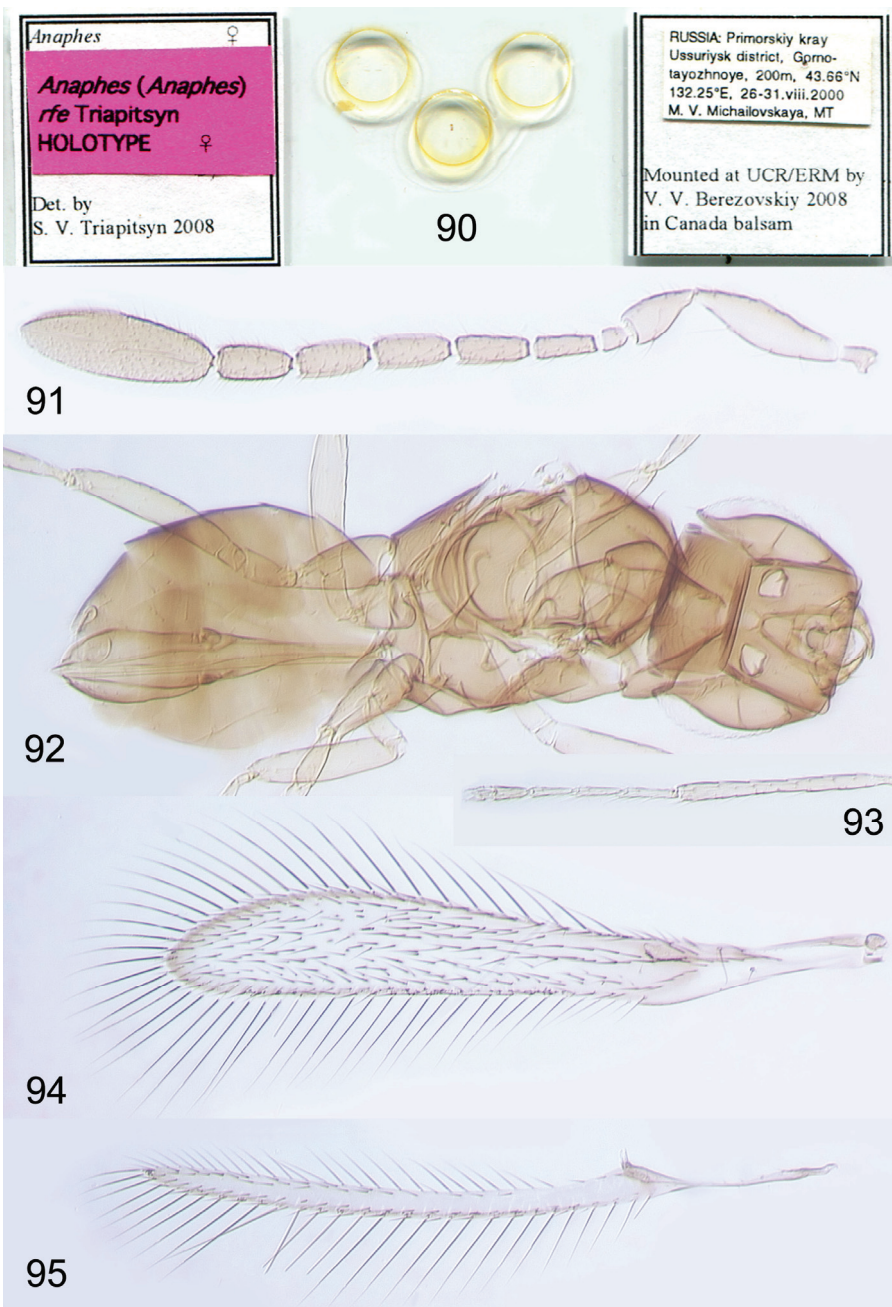 Anaphes ♀
Anaphes (Anaphes)
rfe Triapitsyn
HOLOTYPE ♀
Det. by
S. V. Triapitsyn 2008
1
90
RUSSIA: Primorskiy kray
Ussuriysk district, Gorno-
tayozhnoye, 200m, 43.66°N
132.25°E, 26-31.viii.2000
M. V. Michailovskaya, MT
Mounted at UCR/ERM by
V. V. Berezovskiy 2008
in Canada balsam
91
92
93
94
95